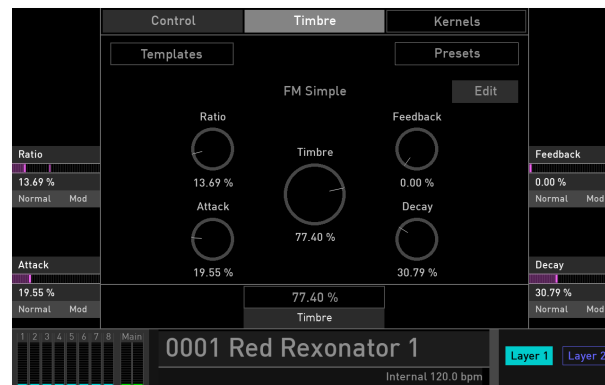 Control Timbre Kernels
Templates Presets
FM Simple Edit
Ratio Feedback
Timbre
13.69 % 0.00 %
Attack Decay
77.40 %
19.55 % 30.79 %
Ratio
13.69 %
Normal Mod
Attack
19.55 %
Normal Mod
Feedback
0.00 %
Normal Mod
Decay
30.79 %
Normal Mod
77.40 %
Timbre
1 2 3 4 5 6 7 8 Main
0001 Red Rexonator 1
Internal 120.0 bpm
Layer 1 Layer 2